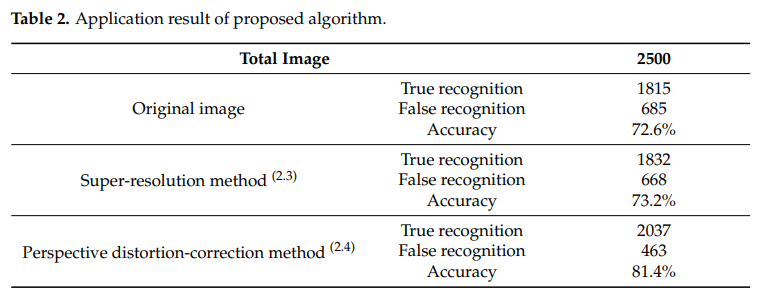 Table 2. Application result of proposed algorithm.
Total Image 2500
True recognition 1815
Original image False recognition 685
Accuracy 72.6%
True recognition 1832
Super-resolution method (2.3) False recognition 668
Accuracy 73.2%
True recognition 2037
Perspective distortion-correction method (2.4) False recognition 463
Accuracy 81.4%